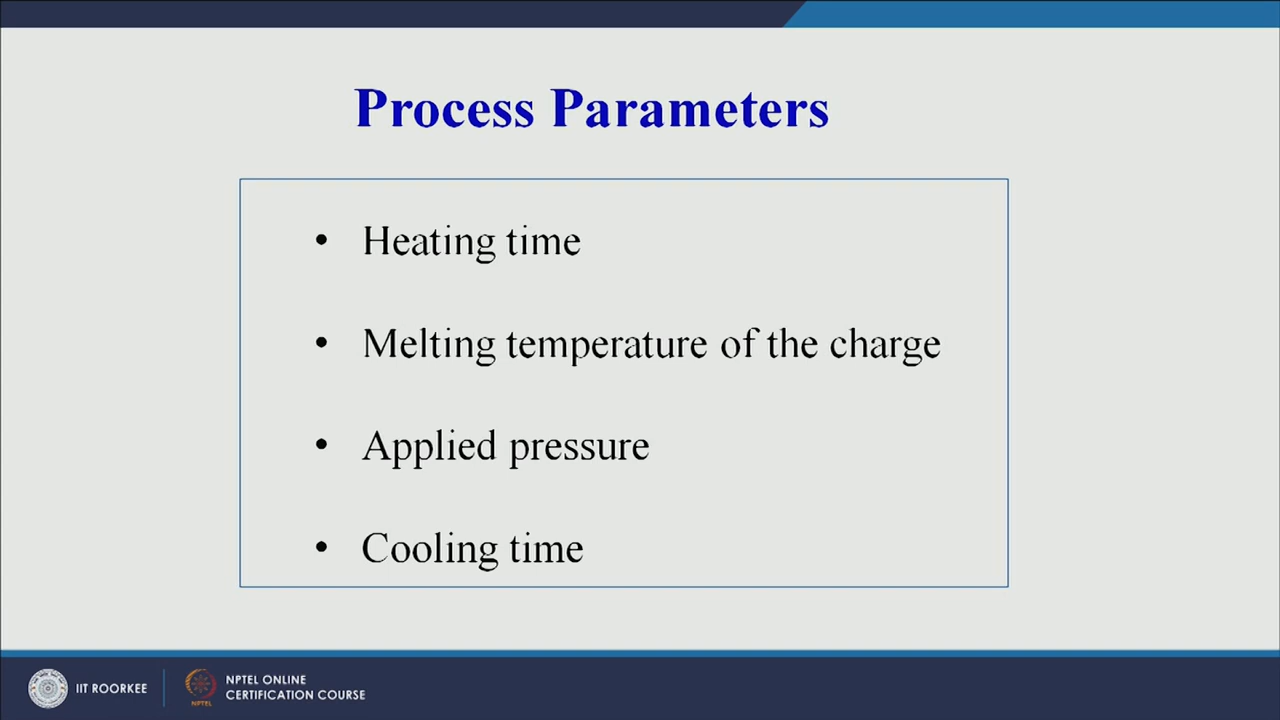 Process Parameters
• Heating time
• Melting temperature of the charge
• Applied pressure
• Cooling time
IIT ROORKEE
NPTEL
NPTEL ONLINE
CERTIFICATION COURSE